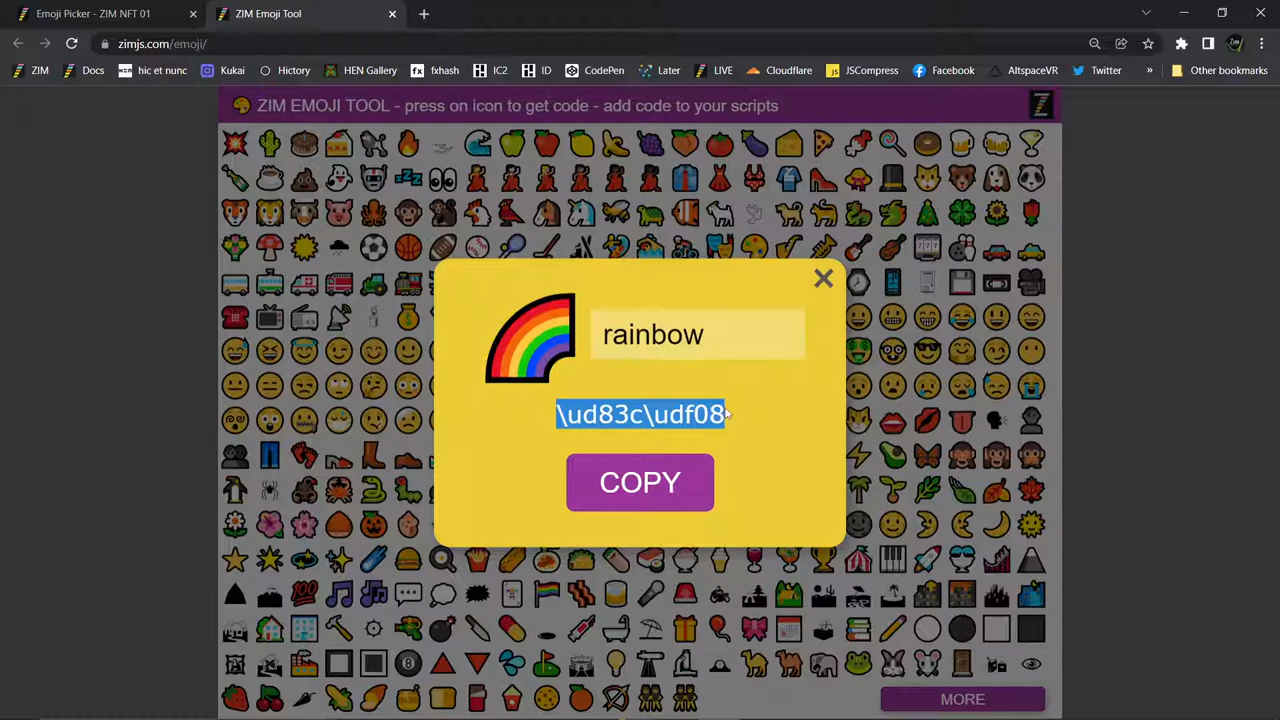 Emoji Picker - ZIM NFT 01
ZIM Emoji Tool
zimjs.com/emoji/
ZIM Docs hic et nunc Kukai Hictory HEN Gallery fxhash IC2 ID CodePen Later LIVE Cloudflare JSCompress Facebook AltspaceVR Twitter » Other bookmarks
ZIM EMOJI TOOL - press on icon to get code - add code to your scripts
rainbow
\ud83c\udf08
COPY
MORE